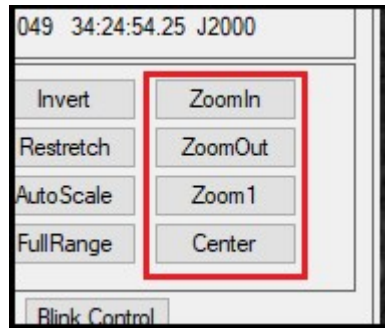 049 34:24:54.25 J2000
Invert ZoomIn
Restretch ZoomOut
AutoScale Zoom1
FullRange Center
Blink Control